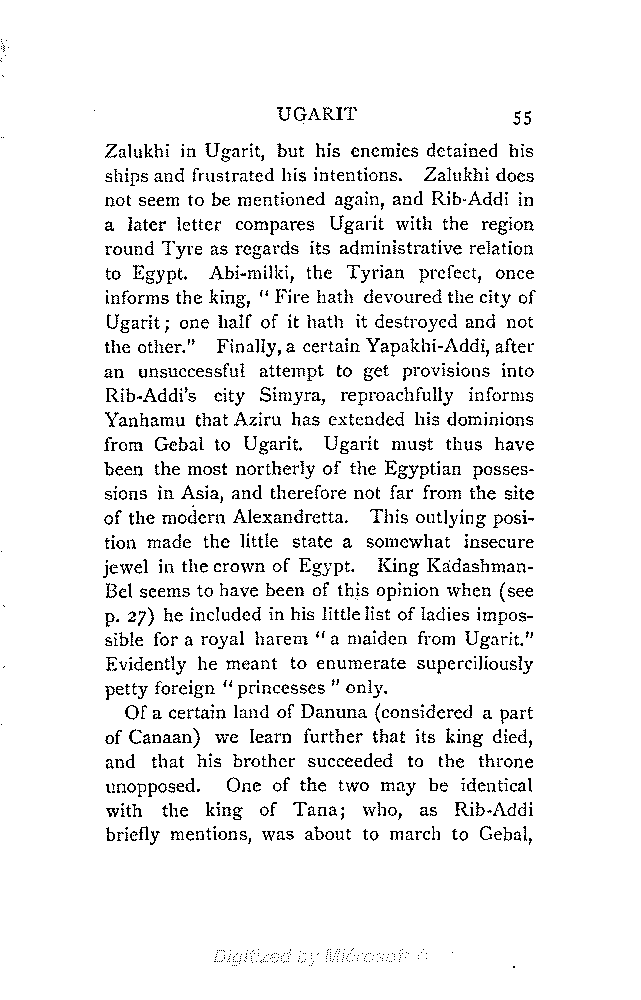 UGARIT 55
Zalukhi in Ugarit, but his enemies detained his
ships and frustrated his intentions. Zalukhi does
not seem to be mentioned again, and Rib-Addi in
a later letter compares Ugarit with the region
round Tyre as regards its administrative relation
to Egypt. Abi-milki, the Tyrian prefect, once
informs the king, "Fire hath devoured the city of
Ugarit; one half of it hath it destroyed and not
the other." Finally, a certain Yapakhi-Addi, after
an unsuccessful attempt to get provisions into
Rib-Addi's city Simyra, reproachfully informs
Yanhamu that Aziru has extended his dominions
from Gebal to Ugarit. Ugarit must thus have
been the most northerly of the Egyptian posses-
sions in Asia, and therefore not far from the site
of the modern Alexandretta. This outlying posi-
tion made the little state a somewhat insecure
jewel in the crown of Egypt. King Kadashman-
Bel seems to have been of this opinion when (see
p. 27) he included in his little list of ladies impos-
sible for a royal harem "a maiden from Ugarit."
Evidently he meant to enumerate superciliously
petty foreign "princesses" only.
Of a certain land of Danuna (considered a part
of Canaan) we learn further that its king died,
and that his brother succeeded to the throne
unopposed. One of the two may be identical
with the king of Tana; who, as Rib-Addi
briefly mentions, was about to march to Gebal,
Digitized by Microsoft